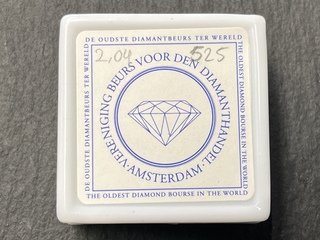 DE OUDSTE DIAMANTBEURS TER WERELD
2,04 525
DE OUDSTE DIAMANTBEURS TER WERELD
VERENIGING BEURS VOOR DEN DIAMANTHANDEL
·AMSTERDAM·
THE OLDEST DIAMOND BOURSE IN THE WORLD
THE OLDEST DIAMOND BOURSE IN THE WORLD